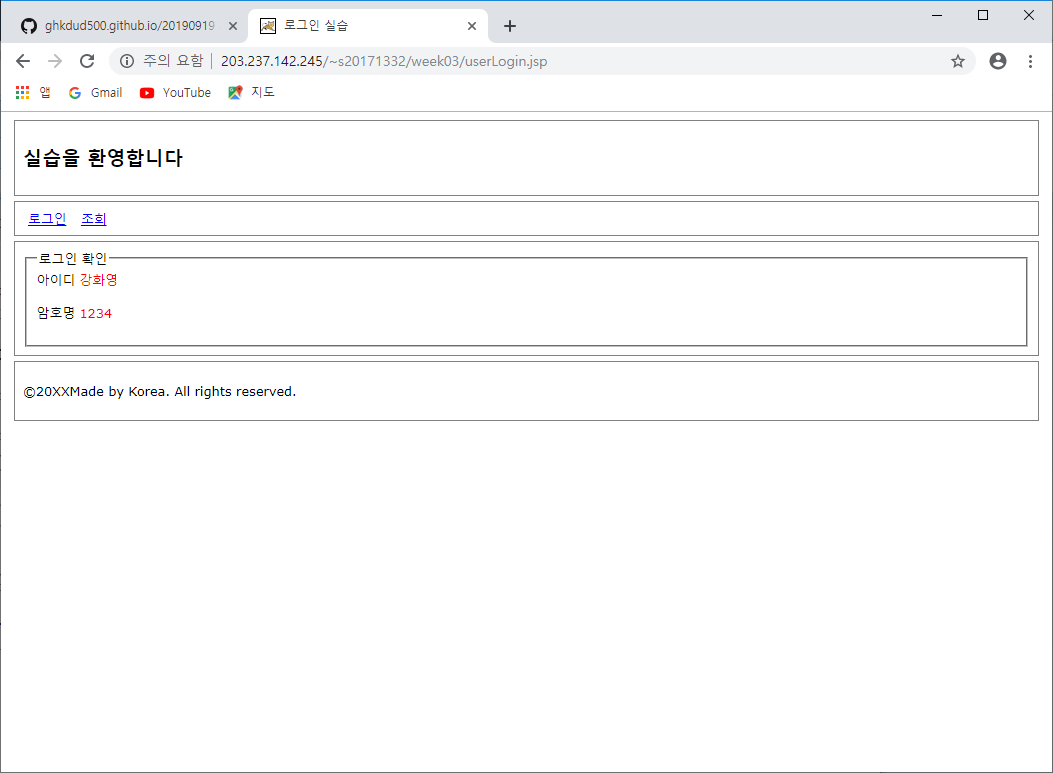 ghkdud500.github.io/20190919
로그인 실습
주의 요함 | 203.237.142.245/~s20171332/week03/userLogin.jsp
앱 Gmail YouTube 지도
실습을 환영합니다
로그인 조회
로그인 확인
아이디 강화영
암호명 1234
©20XXMade by Korea. All rights reserved.